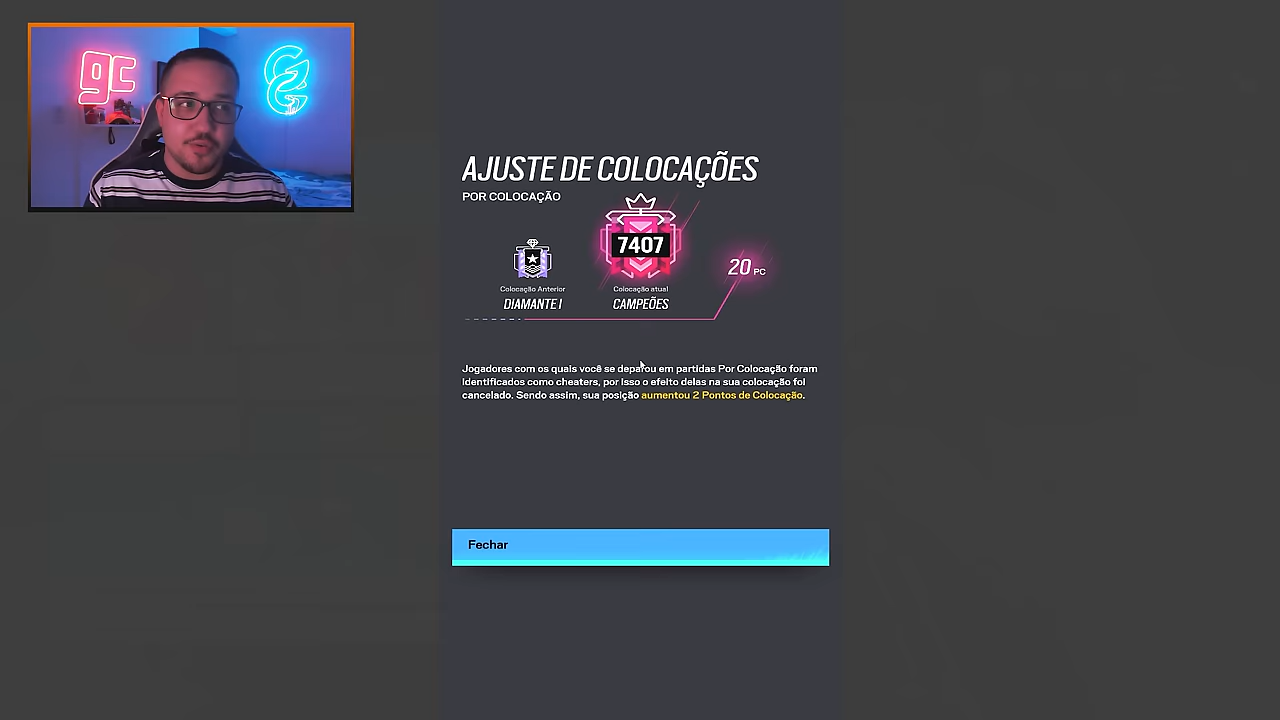 gc
AJUSTE DE COLOCAÇÕES
POR COLOCAÇÃO
7407
20 PC
Colocação Anterior
Colocação atual
DIAMANTE I
CAMPEÕES
Jogadores com os quais você se deparou em partidas Por Colocação foram
identificados como cheaters, por isso o efeito delas na sua colocação foi
cancelado. Sendo assim, sua posição aumentou 2 Pontos de Colocação.
Fechar